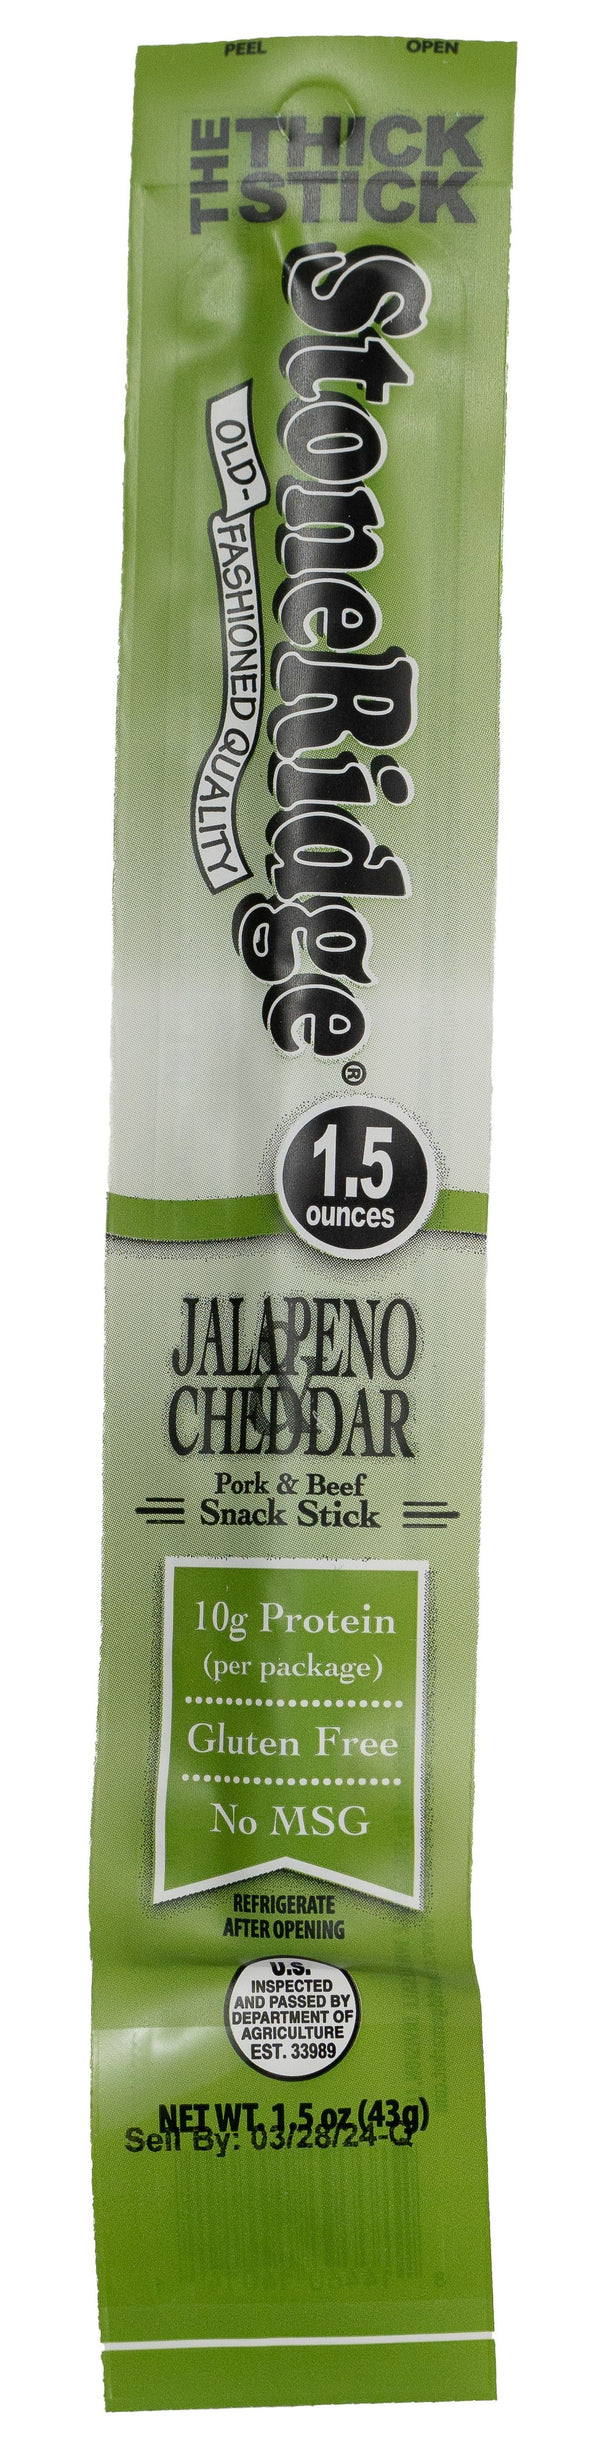 PEEL OPEN
THE THICK
STICK
StoneRidge®
OLD-FASHIONED QUALITY
1.5
ounces
JALAPENO
&
CHEDDAR
Pork & Beef
Snack Stick
10g Protein
(per package)
Gluten Free
No MSG
REFRIGERATE
AFTER OPENING
U.S.
INSPECTED
AND PASSED BY
DEPARTMENT OF
AGRICULTURE
EST. 33989
NET WT. 1.5 oz (43g)
Sell By: 03/28/24-Q